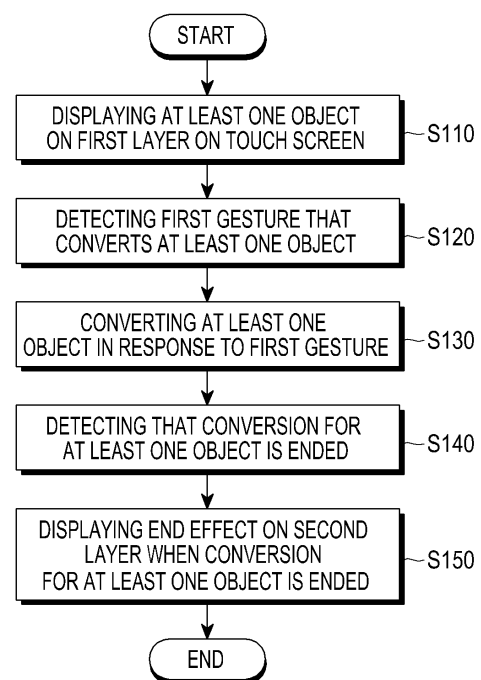 START
DISPLAYING AT LEAST ONE OBJECT
ON FIRST LAYER ON TOUCH SCREEN
S110
DETECTING FIRST GESTURE THAT
CONVERTS AT LEAST ONE OBJECT
S120
CONVERTING AT LEAST ONE
OBJECT IN RESPONSE TO FIRST GESTURE
S130
DETECTING THAT CONVERSION FOR
AT LEAST ONE OBJECT IS ENDED
S140
DISPLAYING END EFFECT ON SECOND
LAYER WHEN CONVERSION
FOR AT LEAST ONE OBJECT IS ENDED
S150
END